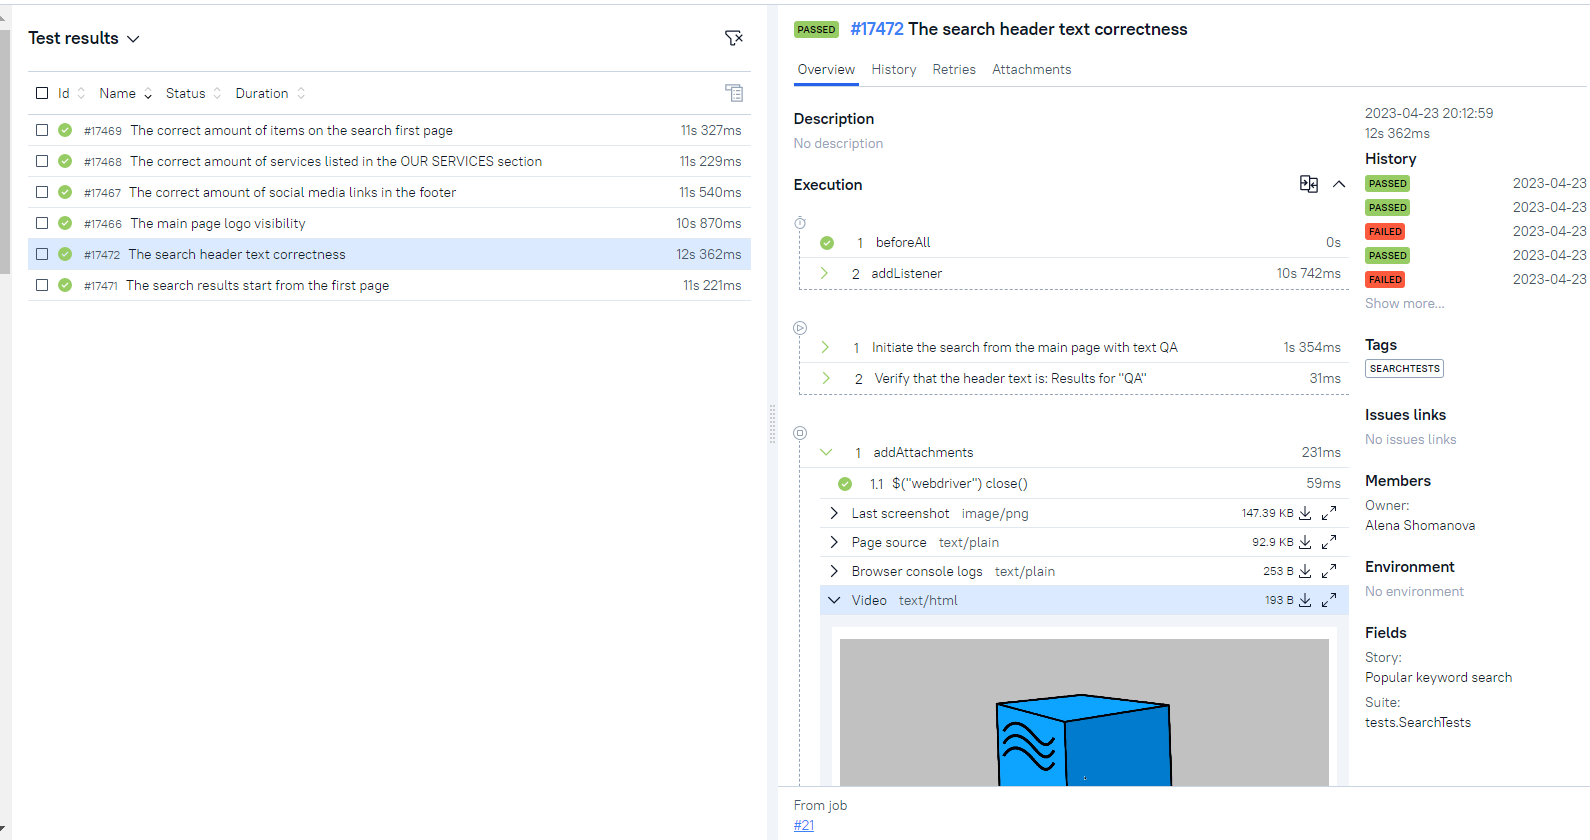 Test results
Id Name Status Duration
#17469 The correct amount of items on the search first page 11s 327ms
#17468 The correct amount of services listed in the OUR SERVICES section 11s 229ms
#17467 The correct amount of social media links in the footer 11s 540ms
#17466 The main page logo visibility 10s 870ms
#17472 The search header text correctness 12s 362ms
#17471 The search results start from the first page 11s 221ms
PASSED #17472 The search header text correctness
Overview History Retries Attachments
Description
No description
Execution
1 beforeAll 0s
2 addListener 10s 742ms
1 Initiate the search from the main page with text QA 1s 354ms
2 Verify that the header text is: Results for "QA" 31ms
1 addAttachments 231ms
1.1 $("webdriver") close() 59ms
Last screenshot image/png 147.39 KB
Page source text/plain 92.9 KB
Browser console logs text/plain 253 B
Video text/html 193 B
2023-04-23 20:12:59
12s 362ms
History
PASSED 2023-04-23
PASSED 2023-04-23
FAILED 2023-04-23
PASSED 2023-04-23
FAILED 2023-04-23
Show more...
Tags
SEARCHTESTS
Issues links
No issues links
Members
Owner:
Alena Shomanova
Environment
No environment
Fields
Story:
Popular keyword search
Suite:
tests.SearchTests
From job
#21